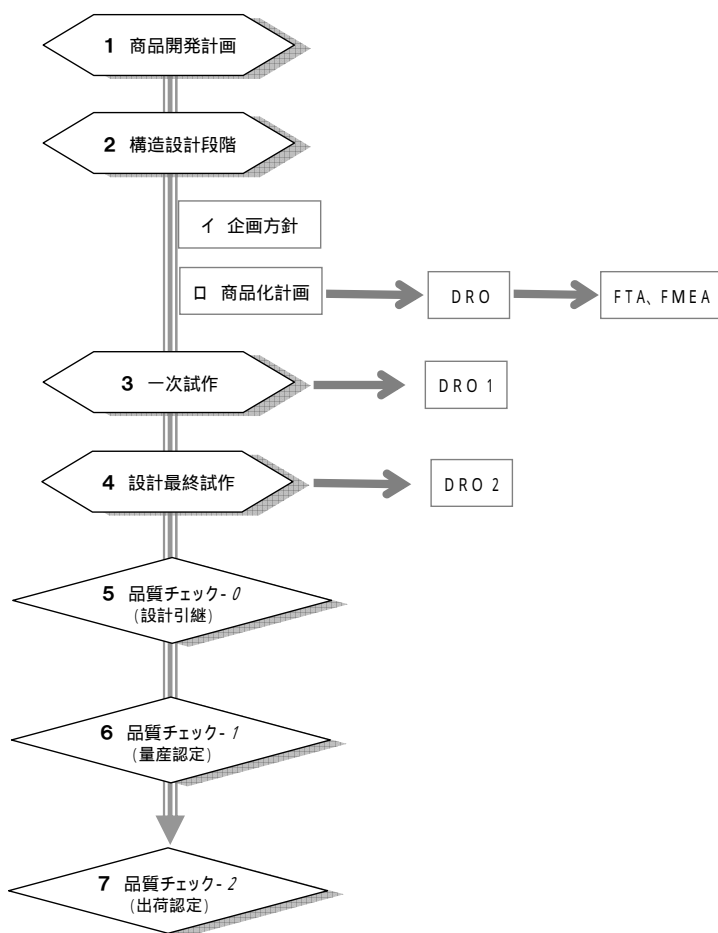 1 商品開発計画
2 構造設計段階
イ 企画方針
ロ 商品化計画
DRO
FTA、FMEA
3 一次試作
DRO 1
4 設計最終試作
DRO 2
5 品質チェック-0
(設計引継)
6 品質チェック-1
(量産認定)
7 品質チェック-2
(出荷認定)